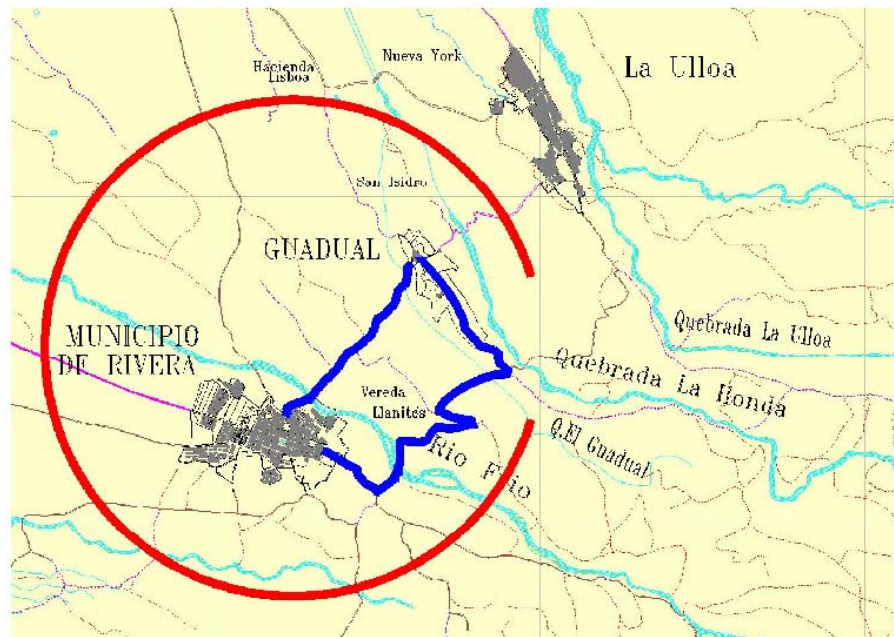 Nueva York
Hacienda
Lisboa
La Ulloa
San Isidro
GUADUAL
Quebrada La Ulloa
MUNICIPIO
DE RIVERA
Quebrada La Honda
Vereda
Llanitos
Rio Frio
Q.El Guadual